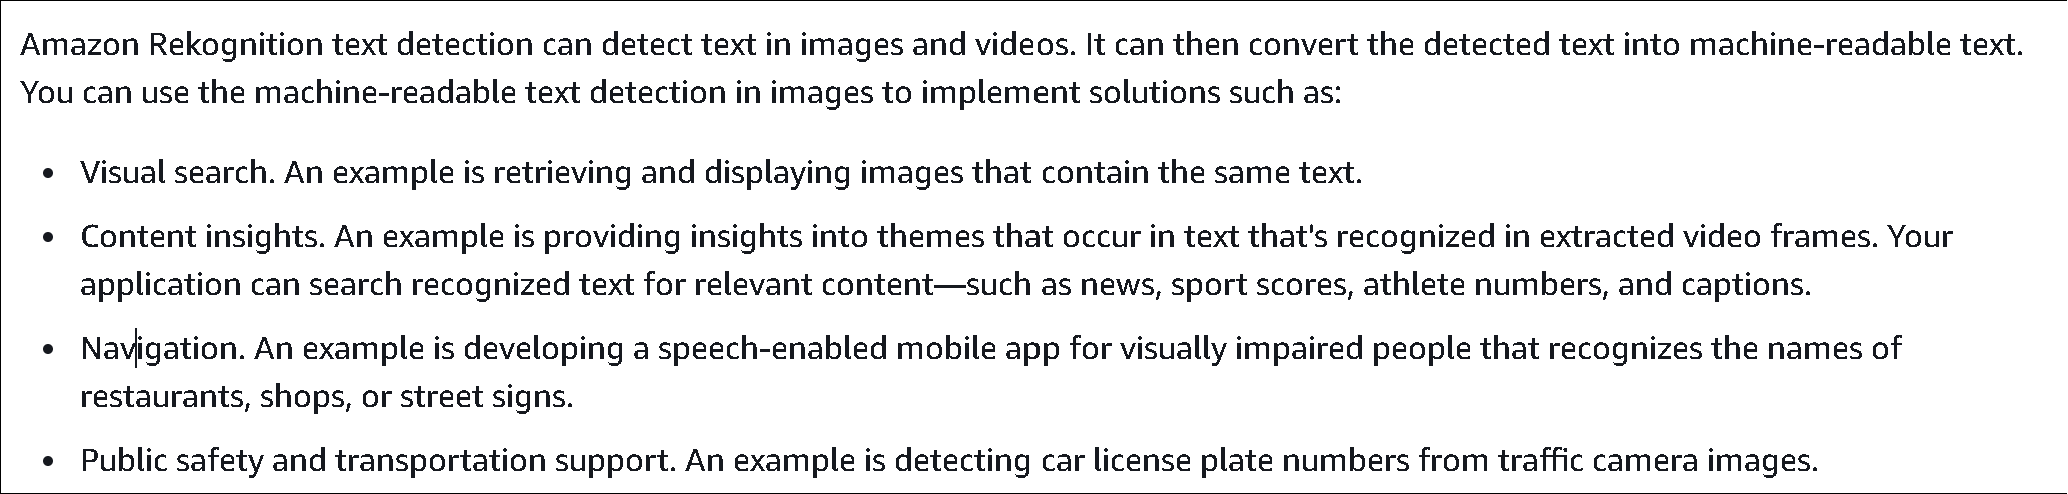 Amazon Rekognition text detection can detect text in images and videos. It can then convert the detected text into machine-readable text.
You can use the machine-readable text detection in images to implement solutions such as:
• Visual search. An example is retrieving and displaying images that contain the same text.
• Content insights. An example is providing insights into themes that occur in text that's recognized in extracted video frames. Your
application can search recognized text for relevant content—such as news, sport scores, athlete numbers, and captions.
• Navigation. An example is developing a speech-enabled mobile app for visually impaired people that recognizes the names of
restaurants, shops, or street signs.
• Public safety and transportation support. An example is detecting car license plate numbers from traffic camera images.